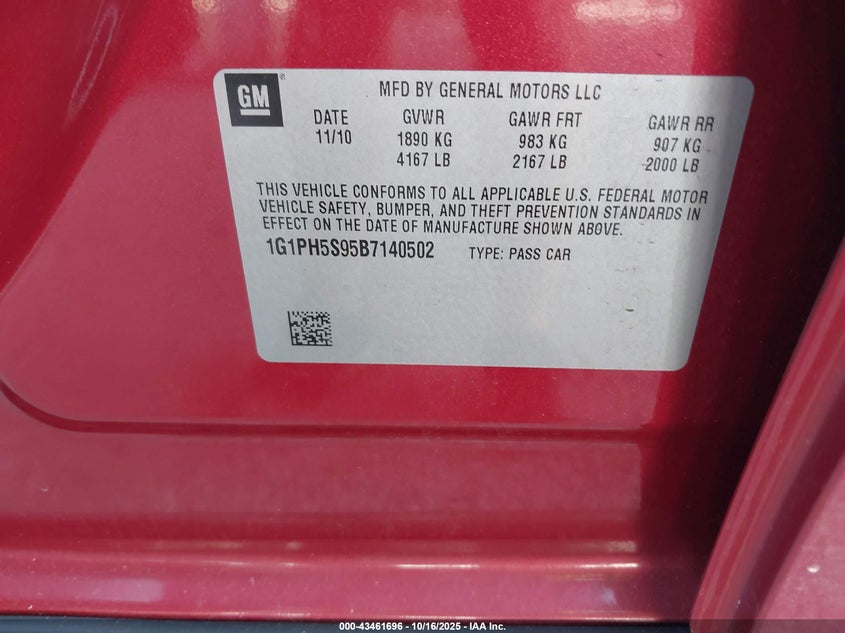 GM ®
MFD BY GENERAL MOTORS LLC
DATE GVWR GAWR FRT GAWR RR
11/10 1890 KG 983 KG 907 KG
4167 LB 2167 LB 2000 LB
THIS VEHICLE CONFORMS TO ALL APPLICABLE U.S. FEDERAL MOTOR
VEHICLE SAFETY, BUMPER, AND THEFT PREVENTION STANDARDS IN
EFFECT ON THE DATE OF MANUFACTURE SHOWN ABOVE.
1G1PH5S95B7140502 TYPE: PASS CAR
000-43461696 - 10/16/2025 - IAA Inc.